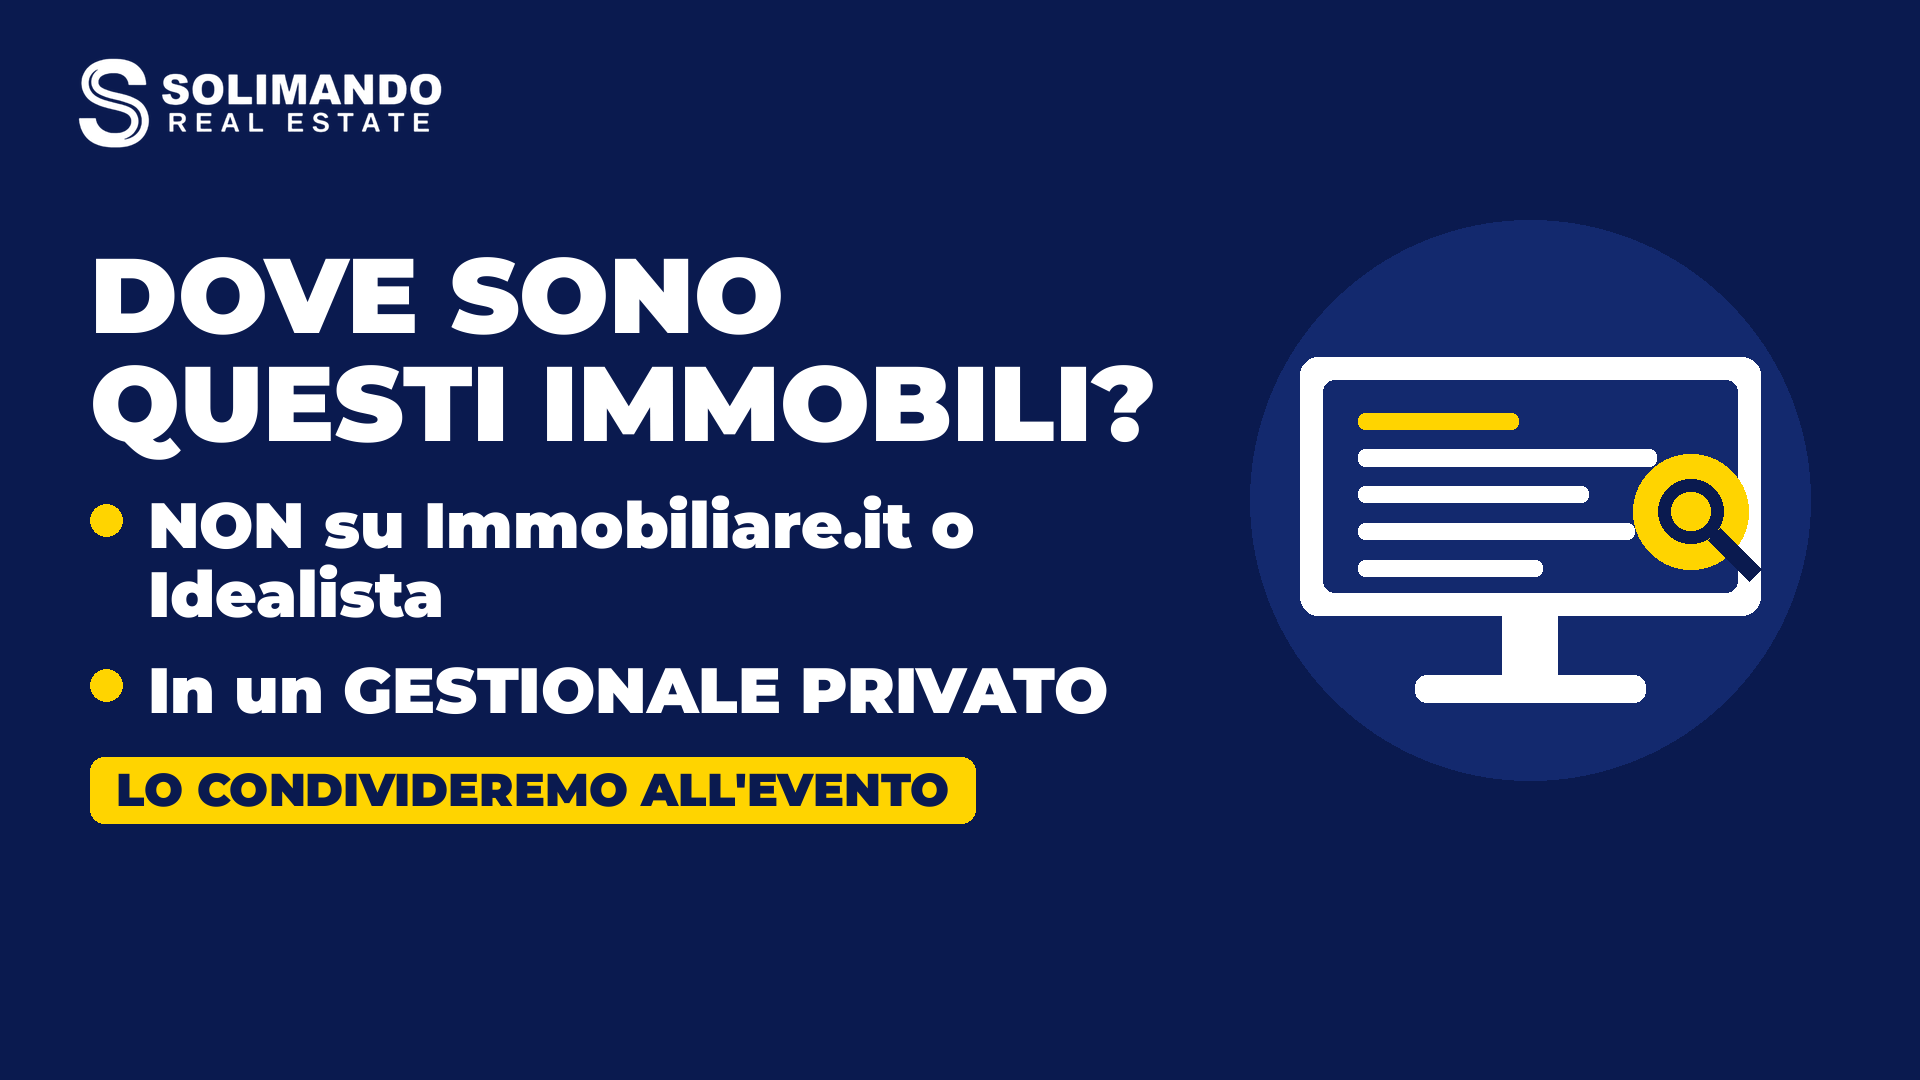 SOLIMANDO
REAL ESTATE
DOVE SONO
QUESTI IMMOBILI?
NON su Immobiliare.it o
Idealista
In un GESTIONALE PRIVATO
LO CONDIVIDEREMO ALL'EVENTO